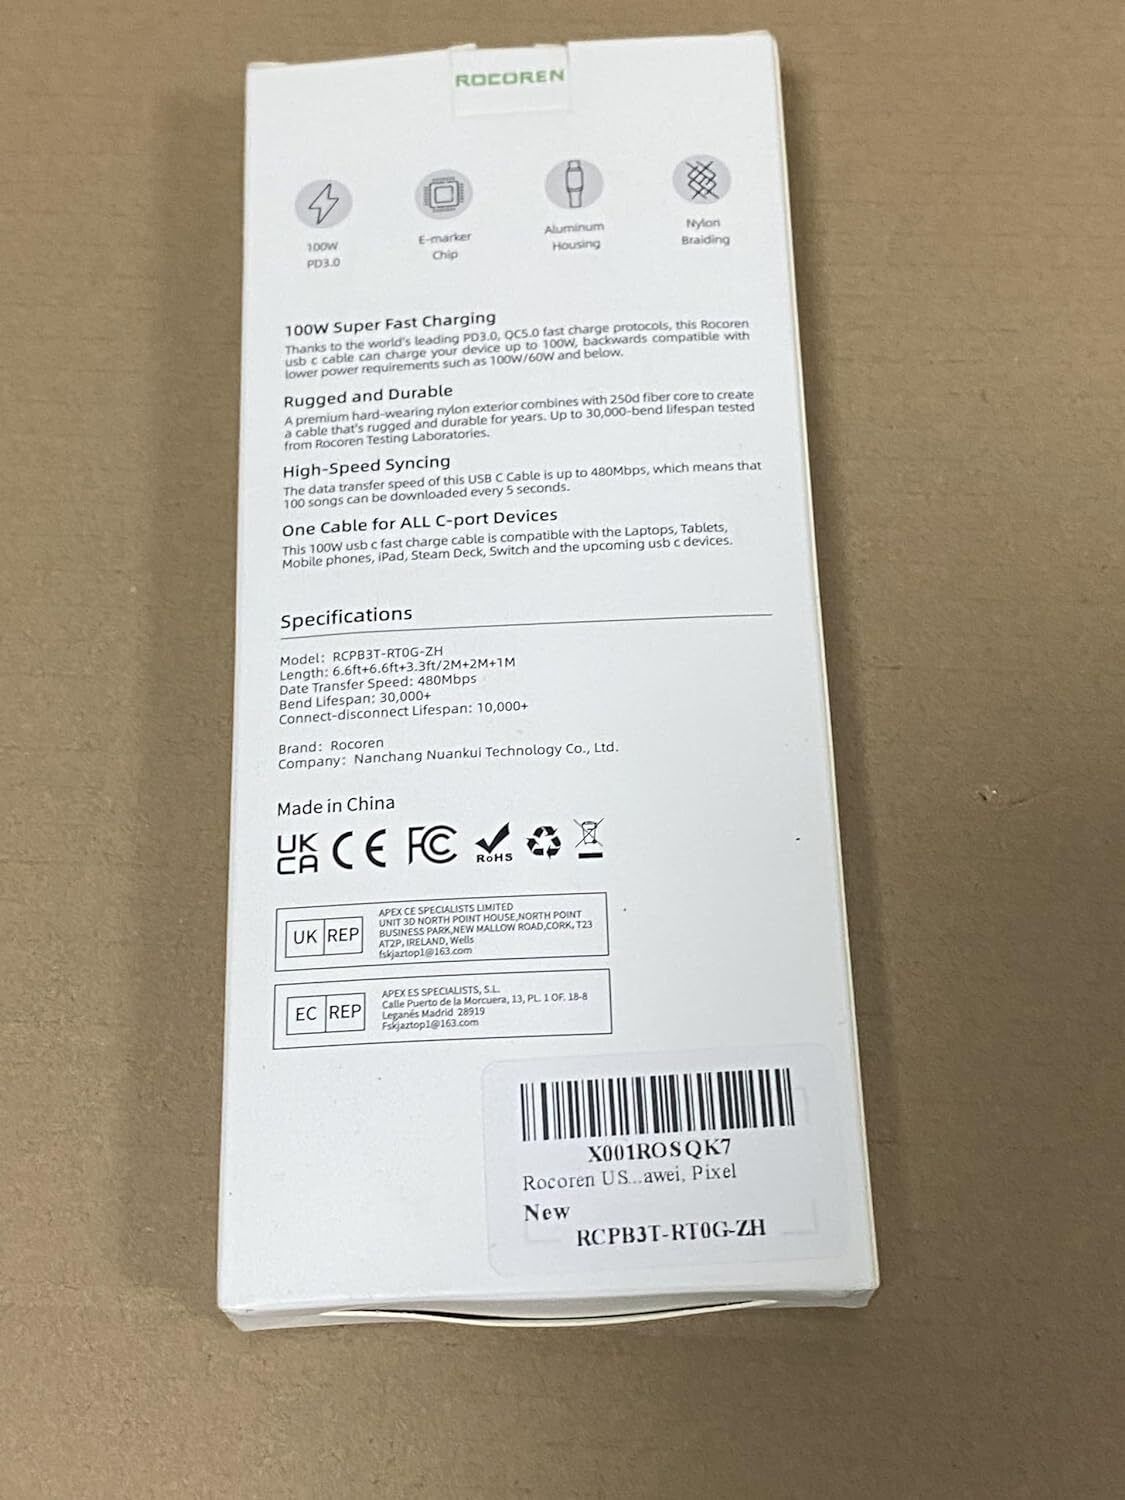 ROCOREN
100W
PD3.0
E-marker
Chip
Aluminum
Housing
Nylon
Braiding
100W Super Fast Charging
Thanks to the world's leading PD3.0, QC5.0 fast charge protocols, this Rocoren
usb c cable can charge your device up to 100W, backwards compatible with
lower power requirements such as 100W/60W and below.
Rugged and Durable
A premium hard-wearing nylon exterior combines with 250d fiber core to create
a cable that's rugged and durable for years. Up to 30,000-bend lifespan tested
from Rocoren Testing Laboratories.
High-Speed Syncing
The data transfer speed of this USB C Cable is up to 480Mbps, which means that
100 songs can be downloaded every 5 seconds.
One Cable for ALL C-port Devices
This 100W usb c fast charge cable is compatible with the Laptops, Tablets,
Mobile phones, iPad, Steam Deck, Switch and the upcoming usb c devices.
Specifications
Model: RCPB3T-RT0G-ZH
Length: 6.6ft+6.6ft+3.3ft/2M+2M+1M
Date Transfer Speed: 480Mbps
Bend Lifespan: 30,000+
Connect-disconnect Lifespan: 10,000+
Brand: Rocoren
Company: Nanchang Nuankui Technology Co., Ltd.
Made in China
UK
CA
CE
FC
RoHS
UK REP
APEX CE SPECIALISTS LIMITED
UNIT 3D NORTH POINT HOUSE,NORTH POINT
BUSINESS PARK,NEW MALLOW ROAD,CORK, T23
AT2P, IRELAND, Wells
fskjaztop1@163.com
EC REP
APEX ES SPECIALISTS, S.L.
Calle Puerto de la Morcuera, 13, PL. 1 OF. 18-8
Leganés Madrid 28919
Fskjaztop1@163.com
X001ROSQK7
Rocoren US...awei, Pixel
New
RCPB3T-RT0G-ZH